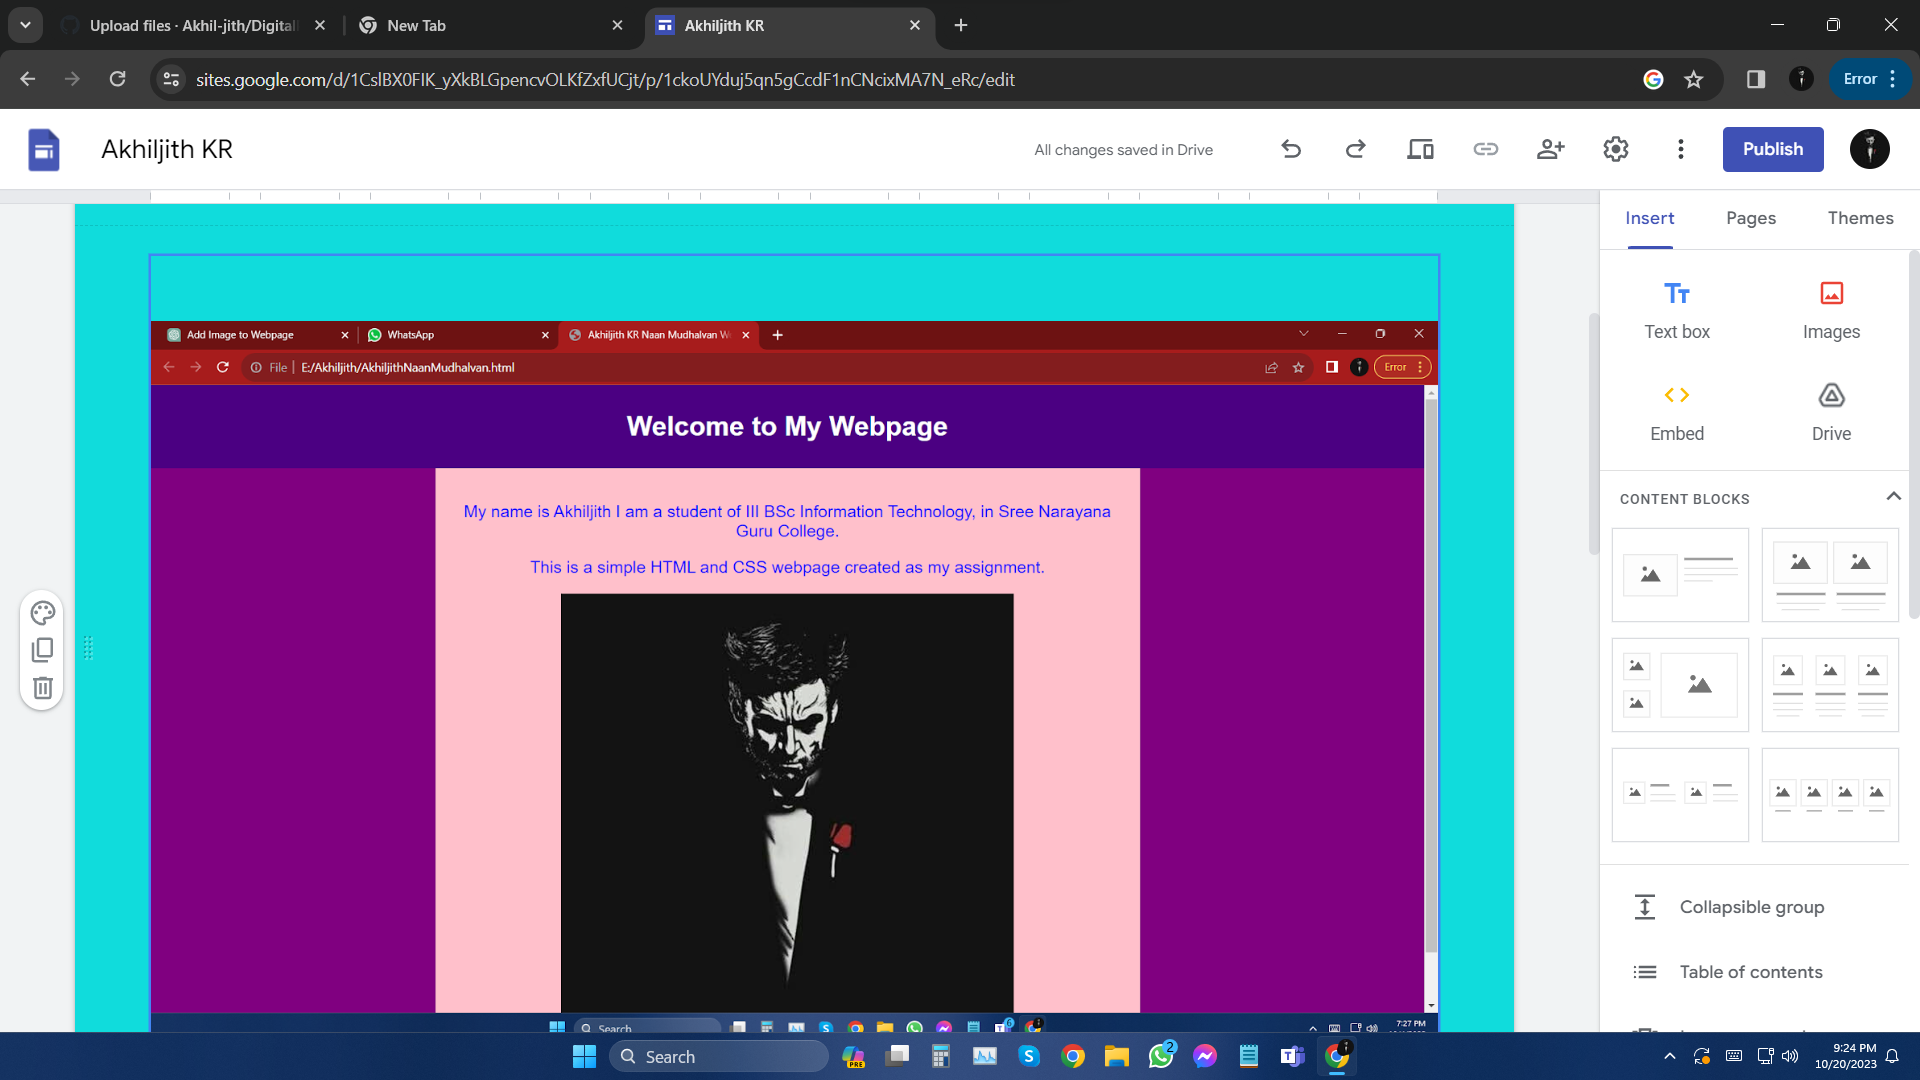 Upload files · Akhil-jith/Digital
New Tab
Akhiljith KR
sites.google.com/d/1CslBX0FIK_yXkBLGpencvOLKfZxfUCjt/p/1ckoUYduj5qn5gCcdF1nCNcixMA7N_eRc/edit
Error
Akhiljith KR
All changes saved in Drive
Publish
Insert
Pages
Themes
Text box
Images
Embed
Drive
CONTENT BLOCKS
Collapsible group
Table of contents
Add Image to Webpage
WhatsApp
Akhiljith KR Naan Mudhalvan W
File
E:/Akhiljith/AkhiljithNaanMudhalvan.html
Error
Welcome to My Webpage
My name is Akhiljith I am a student of III BSc Information Technology, in Sree Narayana
Guru College.
This is a simple HTML and CSS webpage created as my assignment.
Search
7:27 PM
Search
PRE
2
9:24 PM
10/20/2023